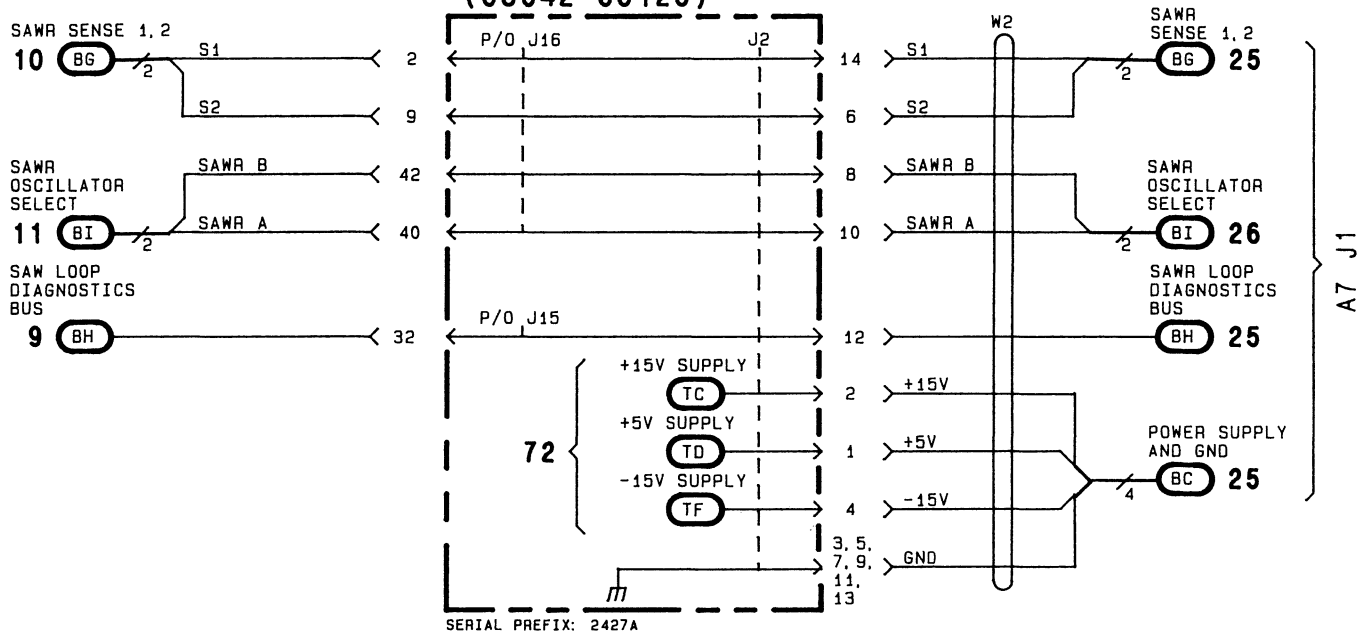 SAWR SENSE 1, 2
10 BG
2
S1
2
S2
9
SAWR
OSCILLATOR
SELECT
11 BI
2
SAWR B
42
SAWR A
40
SAW LOOP
DIAGNOSTICS
BUS
9 BH
32
P/O J16
J2
P/O J15
72
+15V SUPPLY
TC
+5V SUPPLY
TD
-15V SUPPLY
TF
SERIAL PREFIX: 2427A
14
S1
6
S2
8
SAWR B
10
SAWR A
12
2
+15V
1
+5V
4
-15V
3, 5,
7, 9,
11,
13
GND
W2
SAWR
SENSE 1, 2
2
BG 25
SAWR
OSCILLATOR
SELECT
2
BI 26
SAWR LOOP
DIAGNOSTICS
BUS
BH 25
POWER SUPPLY
AND GND
4
BC 25
A7 J1